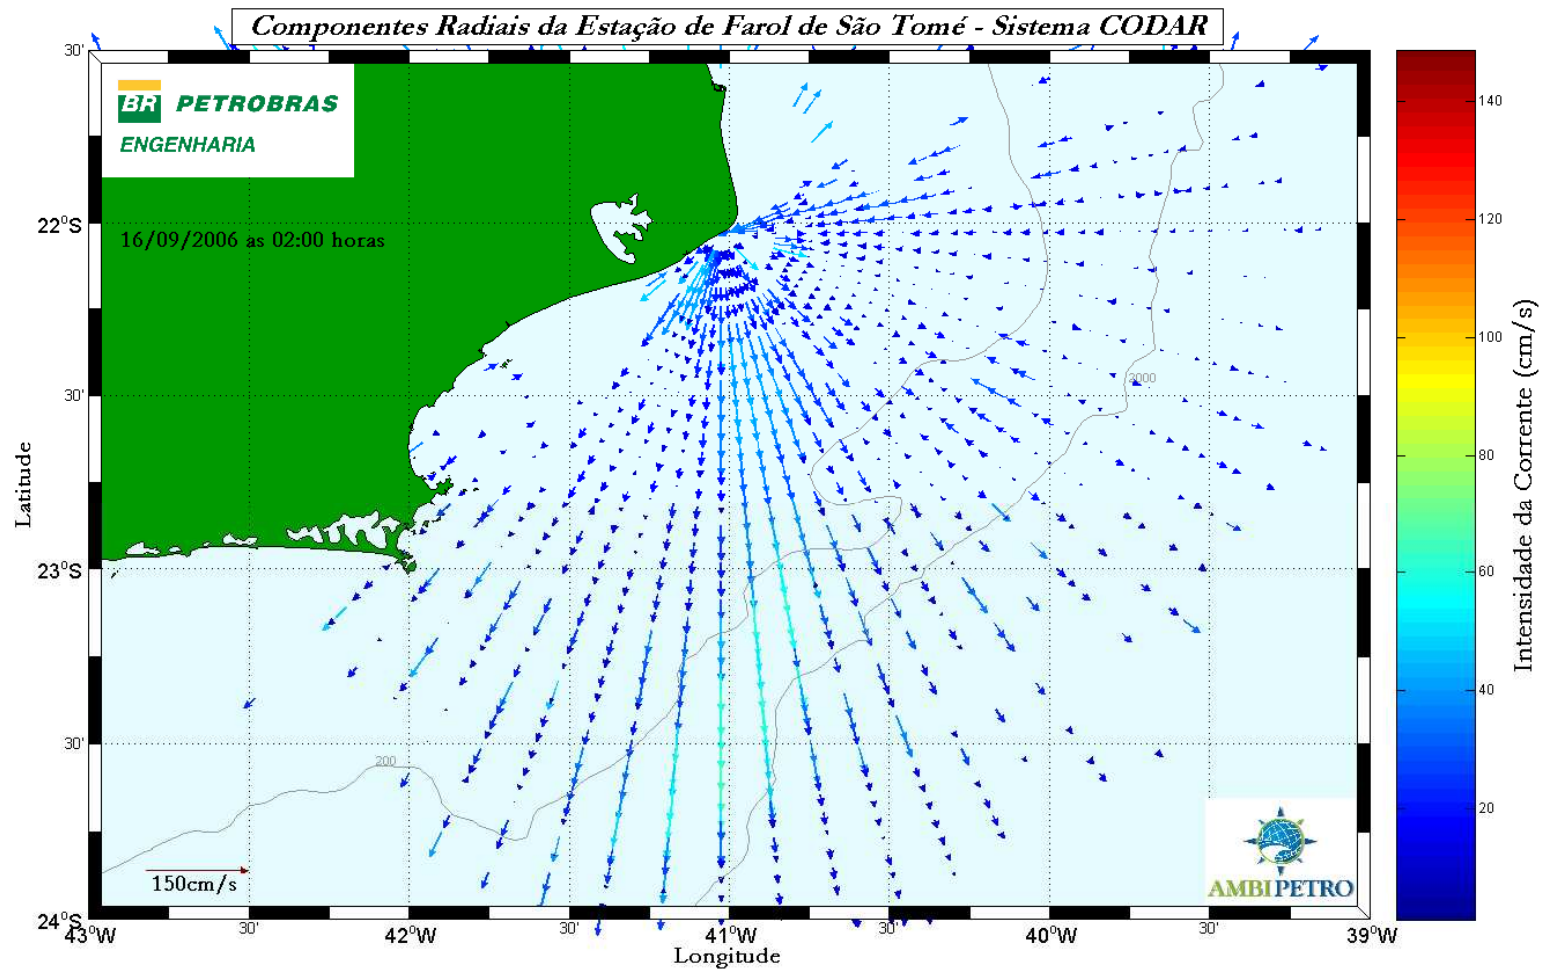 Componentes Radiais da Estação de Farol de São Tomé - Sistema CODAR
BR PETROBRAS
ENGENHARIA
16/09/2006 as 02:00 horas
30'
22°S
30'
23°S
30'
24°S
Latitude
43°W
30'
42°W
30'
41°W
30'
40°W
30'
39°W
Longitude
2000
200
150cm/s
AMBIPETRO
140
120
100
80
60
40
20
Intensidade da Corrente (cm/s)